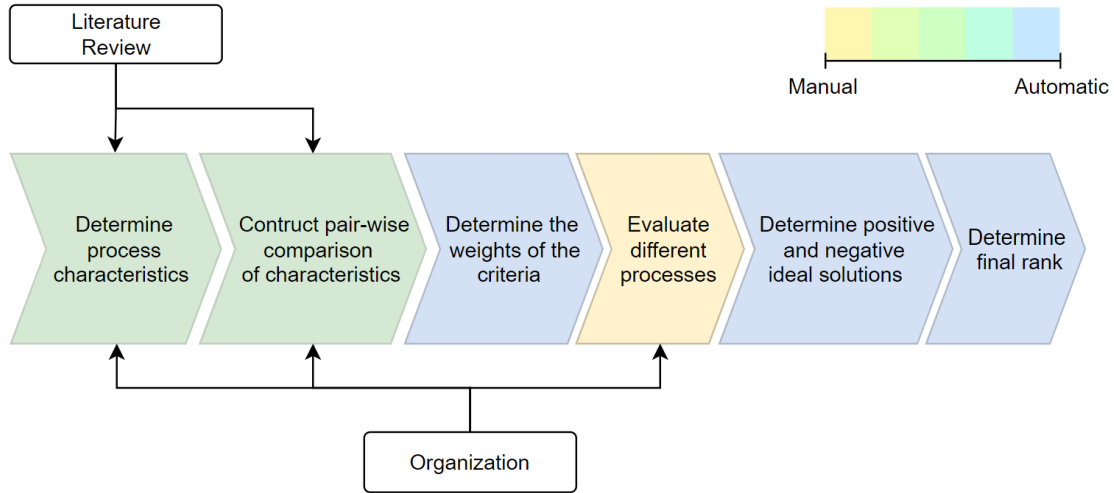 Literature
Review
Manual
Automatic
Determine
process
characteristics
Contruct pair-wise
comparison
of characteristics
Determine the
weights of the
criteria
Evaluate
different
processes
Determine positive
and negative
ideal solutions
Determine
final rank
Organization